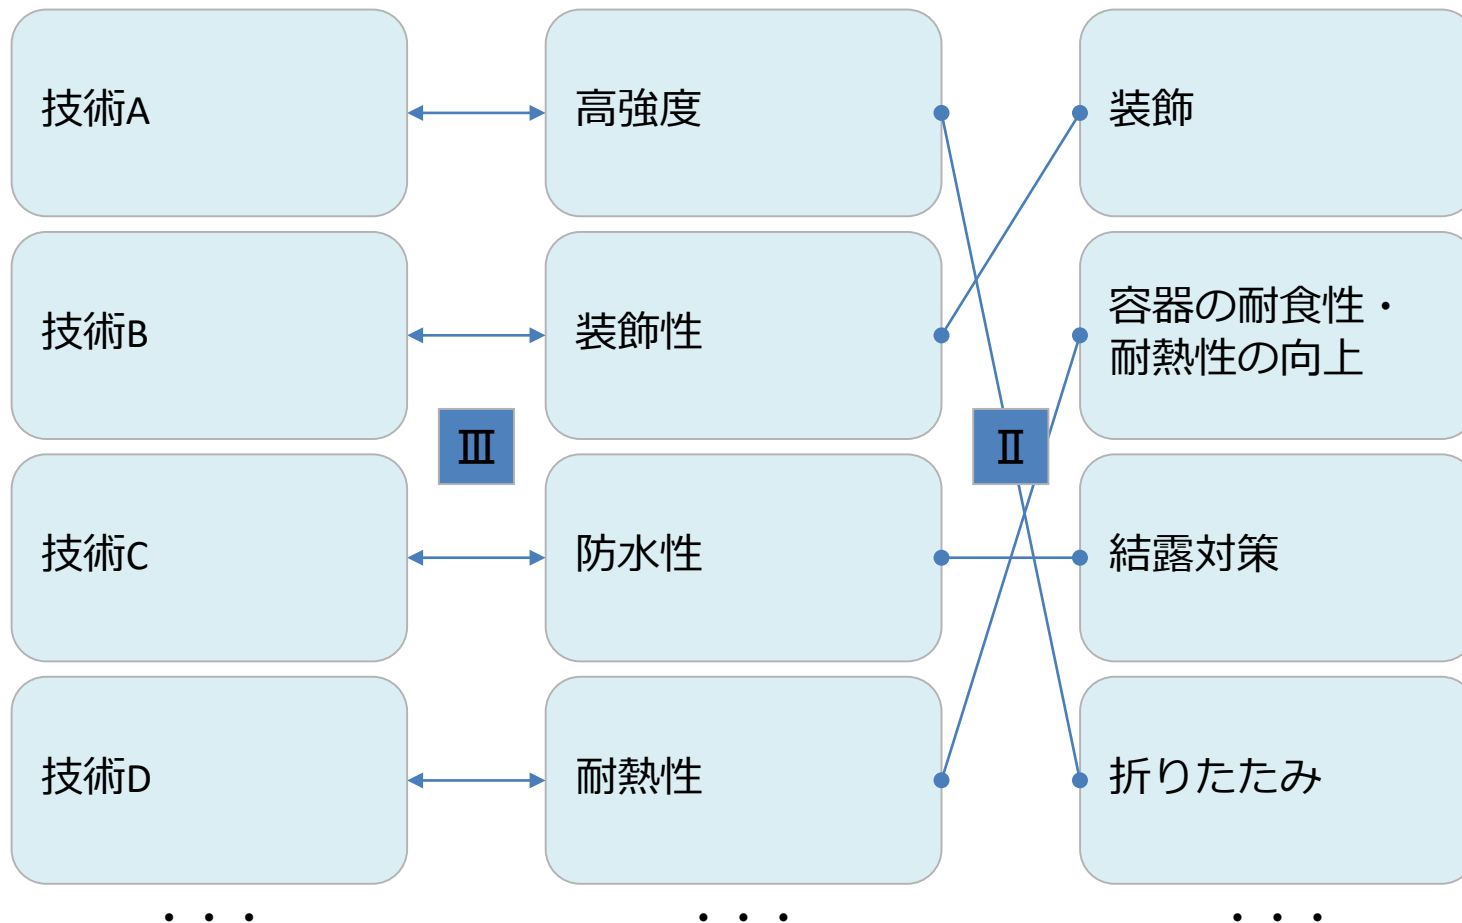 技術A
高強度
装飾
技術B
装飾性
容器の耐食性・
耐熱性の向上
Ⅲ
Ⅱ
技術C
防水性
結露対策
技術D
耐熱性
折りたたみ
・・・
・・・
・・・